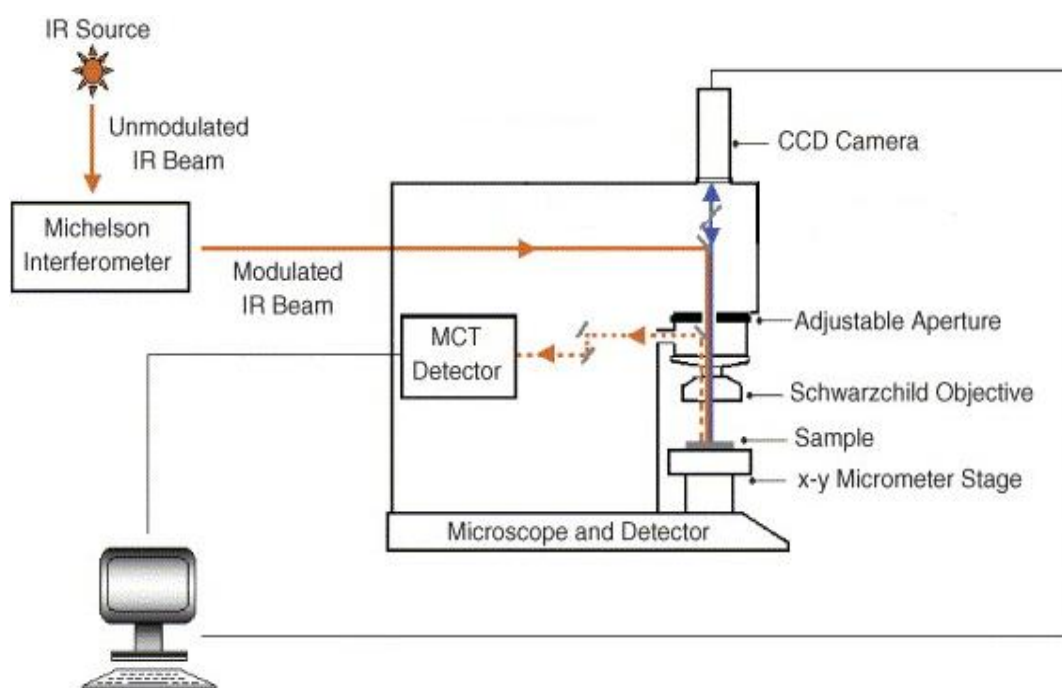 IR Source
Unmodulated
IR Beam
Michelson
Interferometer
Modulated
IR Beam
CCD Camera
MCT
Detector
Adjustable Aperture
Schwarzchild Objective
Sample
x-y Micrometer Stage
Microscope and Detector